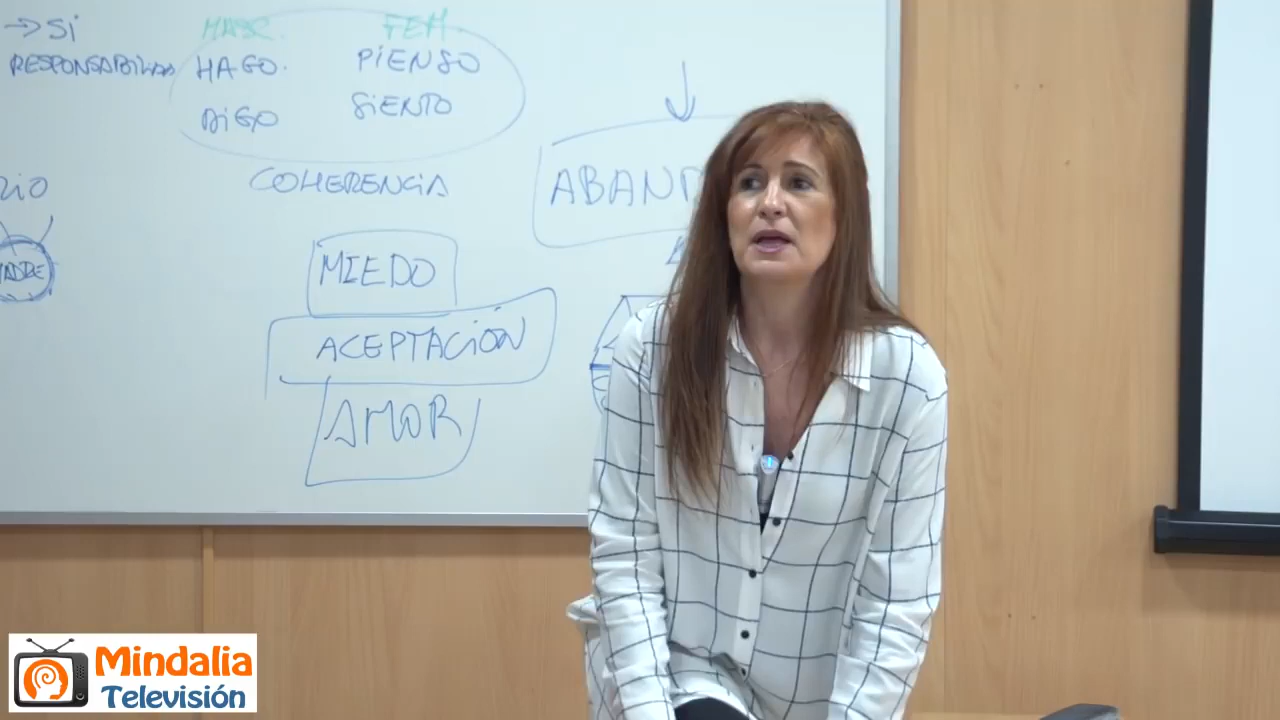 → SI
MASC. FEM.
RESPONSABILIDAD HAGO. PIENSO
DIGO SIENTO
COHERENCIA
ABAND
MIEDO
ACEPTACIÓN
AMOR
Mindalia
Televisión